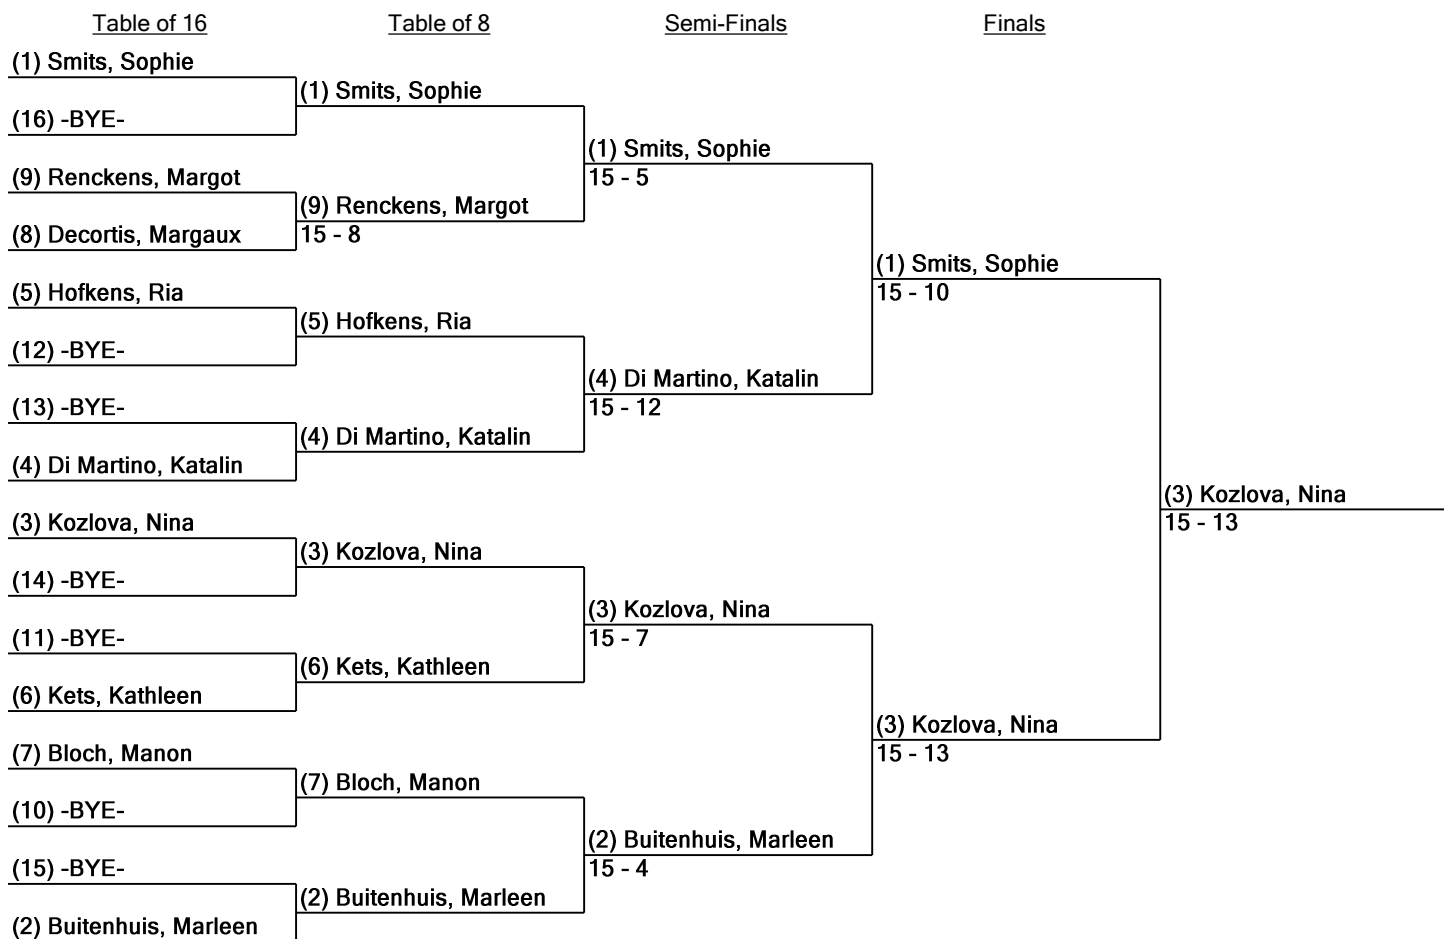 Table of 16
Table of 8
Semi-Finals
Finals
(1) Smits, Sophie
(16) -BYE-
(9) Renckens, Margot
(8) Decortis, Margaux
(5) Hofkens, Ria
(12) -BYE-
(13) -BYE-
(4) Di Martino, Katalin
(3) Kozlova, Nina
(14) -BYE-
(11) -BYE-
(6) Kets, Kathleen
(7) Bloch, Manon
(10) -BYE-
(15) -BYE-
(2) Buitenhuis, Marleen
(1) Smits, Sophie
(9) Renckens, Margot
15 - 8
(5) Hofkens, Ria
(4) Di Martino, Katalin
(3) Kozlova, Nina
(6) Kets, Kathleen
(7) Bloch, Manon
(2) Buitenhuis, Marleen
(1) Smits, Sophie
15 - 5
(4) Di Martino, Katalin
15 - 12
(3) Kozlova, Nina
15 - 7
(2) Buitenhuis, Marleen
15 - 4
(1) Smits, Sophie
15 - 10
(3) Kozlova, Nina
15 - 13
(3) Kozlova, Nina
15 - 13